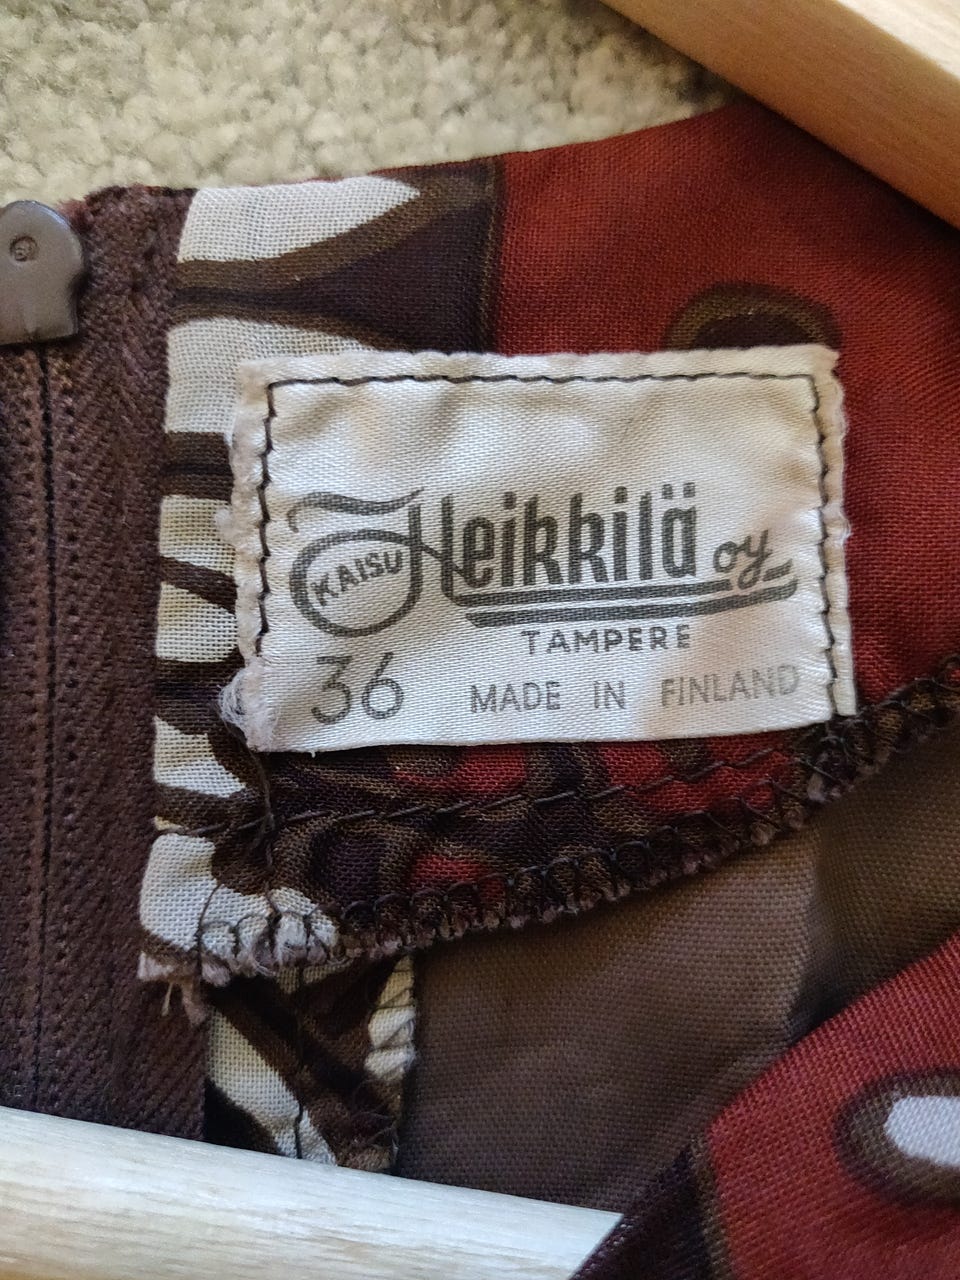 KAISU Heikkilä oy
TAMPERE
36 MADE IN FINLAND